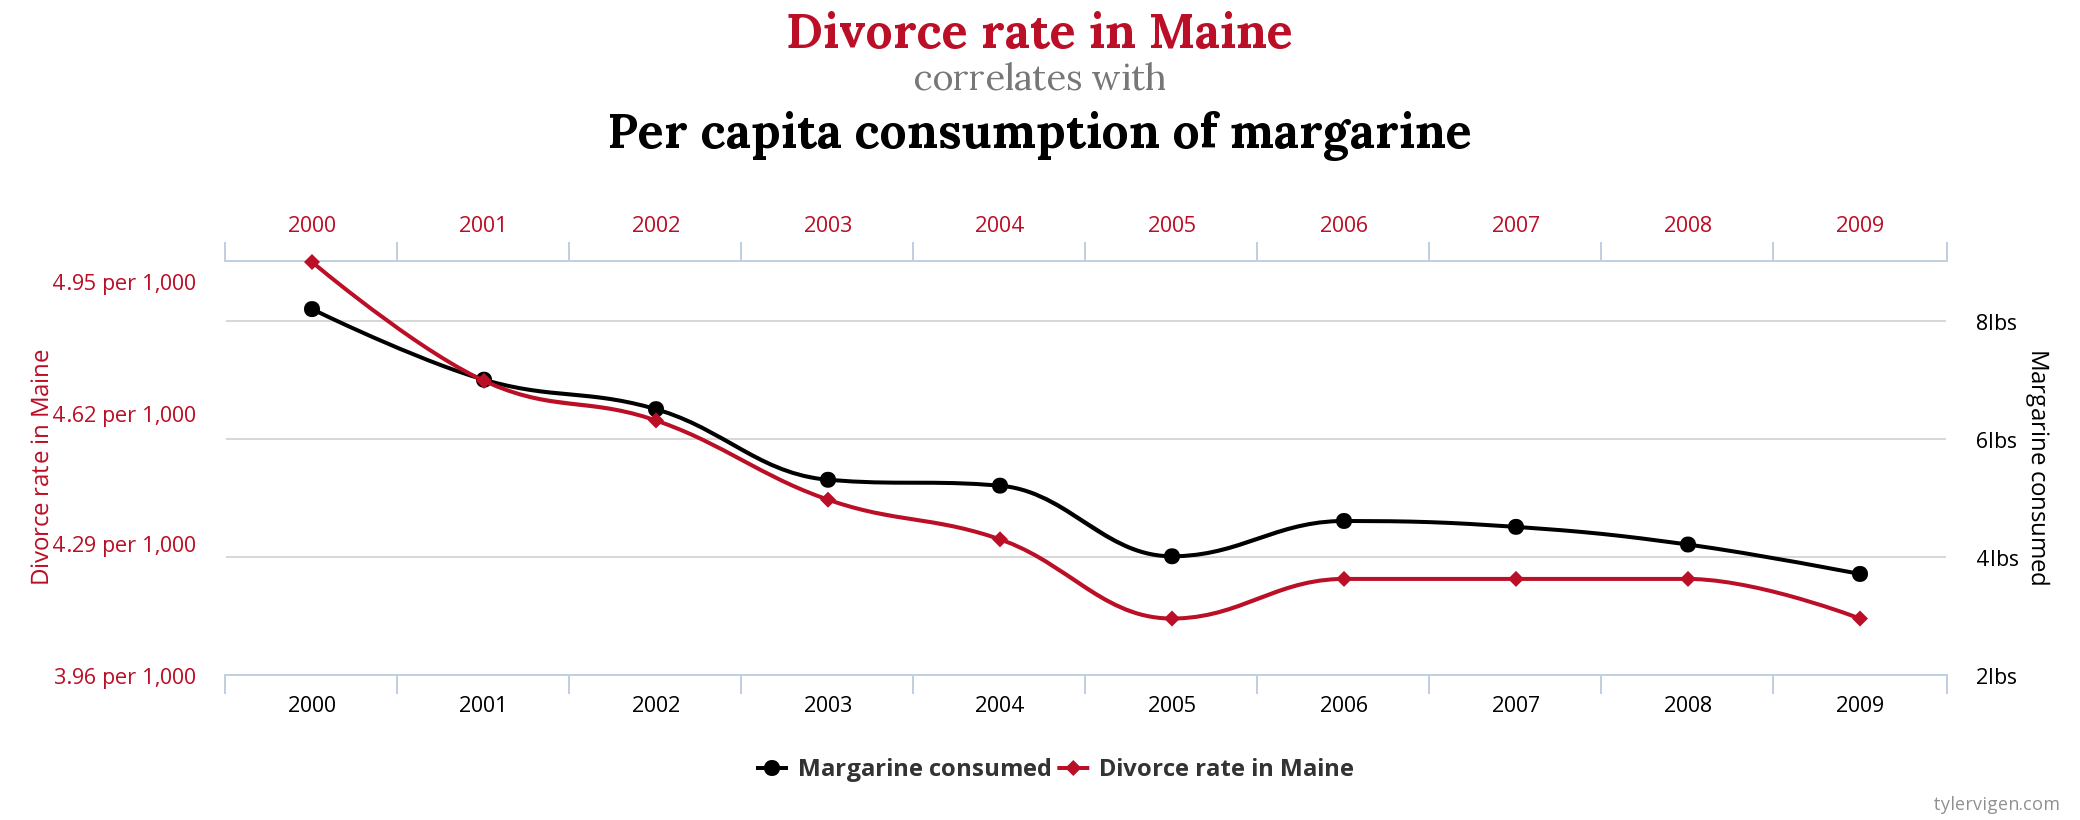 Divorce rate in Maine
correlates with
Per capita consumption of margarine
2000 2001 2002 2003 2004 2005 2006 2007 2008 2009
Divorce rate in Maine
4.95 per 1,000
4.62 per 1,000
4.29 per 1,000
3.96 per 1,000
8lbs
6lbs
4lbs
2lbs
Margarine consumed
2000 2001 2002 2003 2004 2005 2006 2007 2008 2009
Margarine consumed Divorce rate in Maine
tylervigen.com